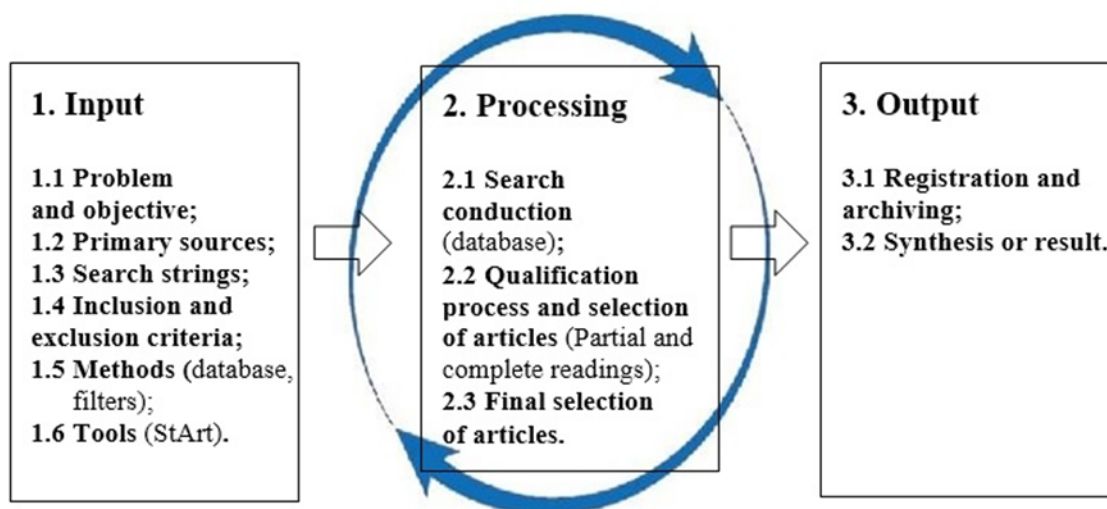 1. Input
1.1 Problem
and objective;
1.2 Primary sources;
1.3 Search strings;
1.4 Inclusion and
exclusion criteria;
1.5 Methods (database,
filters);
1.6 Tools (StArt).
2. Processing
2.1 Search
conduction
(database);
2.2 Qualification
process and selection
of articles (Partial and
complete readings);
2.3 Final selection
of articles.
3. Output
3.1 Registration and
archiving;
3.2 Synthesis or result.